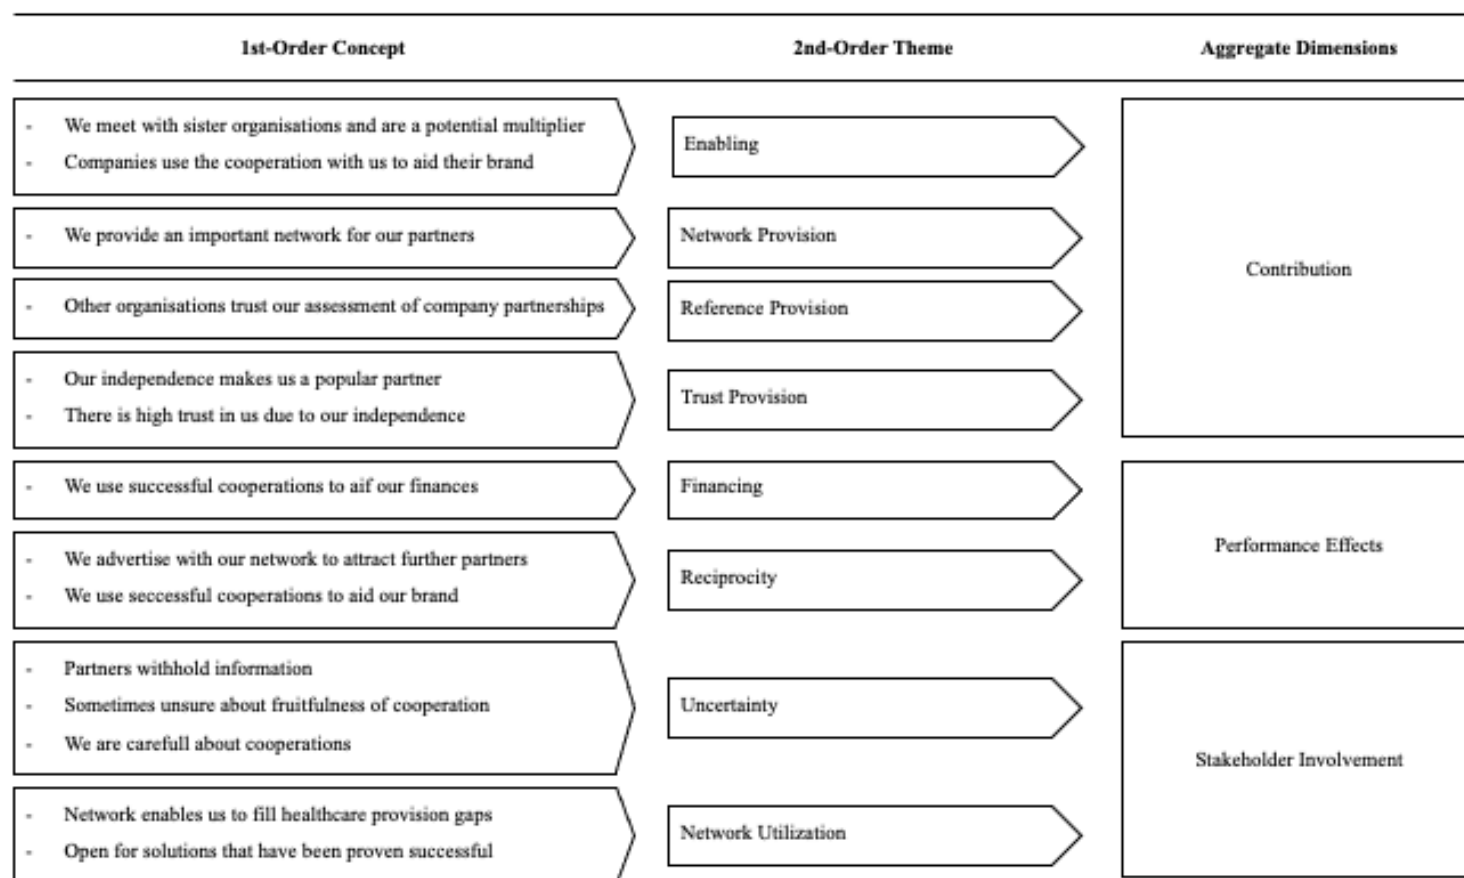 1st-Order Concept
2nd-Order Theme
Aggregate Dimensions
- We meet with sister organisations and are a potential multiplier
- Companies use the cooperation with us to aid their brand
Enabling
- We provide an important network for our partners
Network Provision
- Other organisations trust our assessment of company partnerships
Reference Provision
- Our independence makes us a popular partner
- There is high trust in us due to our independence
Trust Provision
Contribution
- We use successful cooperations to aif our finances
Financing
- We advertise with our network to attract further partners
- We use seccessful cooperations to aid our brand
Reciprocity
Performance Effects
- Partners withhold information
- Sometimes unsure about fruitfulness of cooperation
- We are carefull about cooperations
Uncertainty
- Network enables us to fill healthcare provision gaps
- Open for solutions that have been proven successful
Network Utilization
Stakeholder Involvement